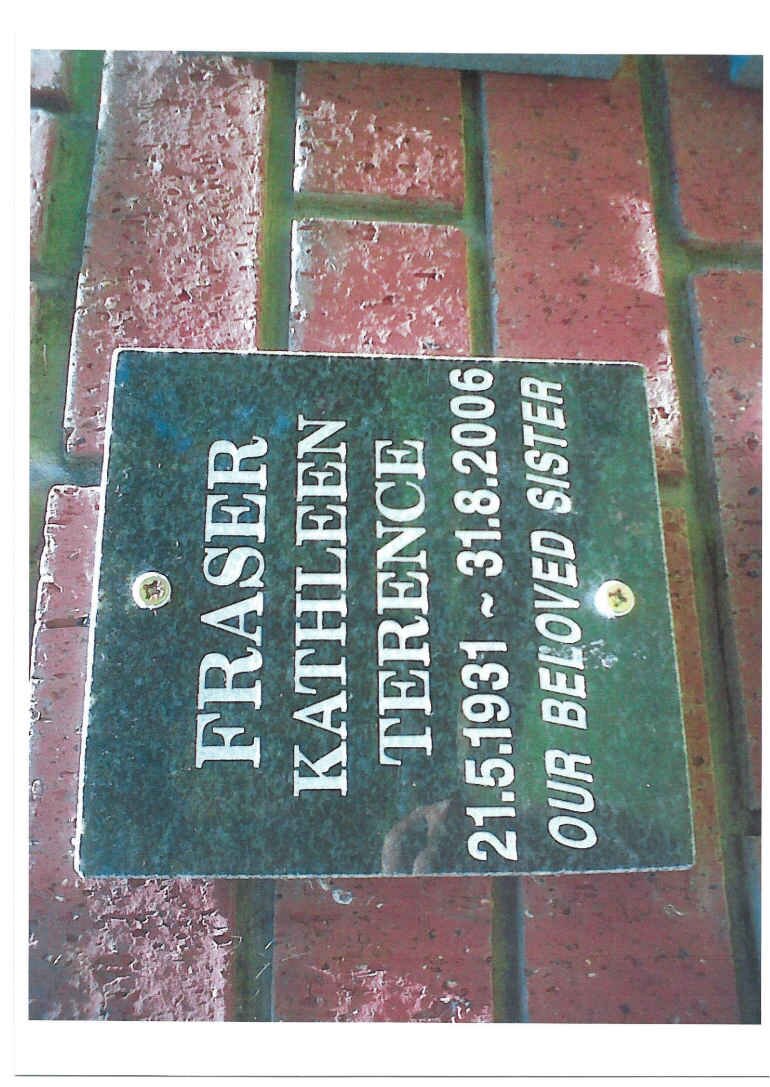 FRASER
KATHLEEN
TERENCE
21.5.1931 ~ 31.8.2006
OUR BELOVED SISTER